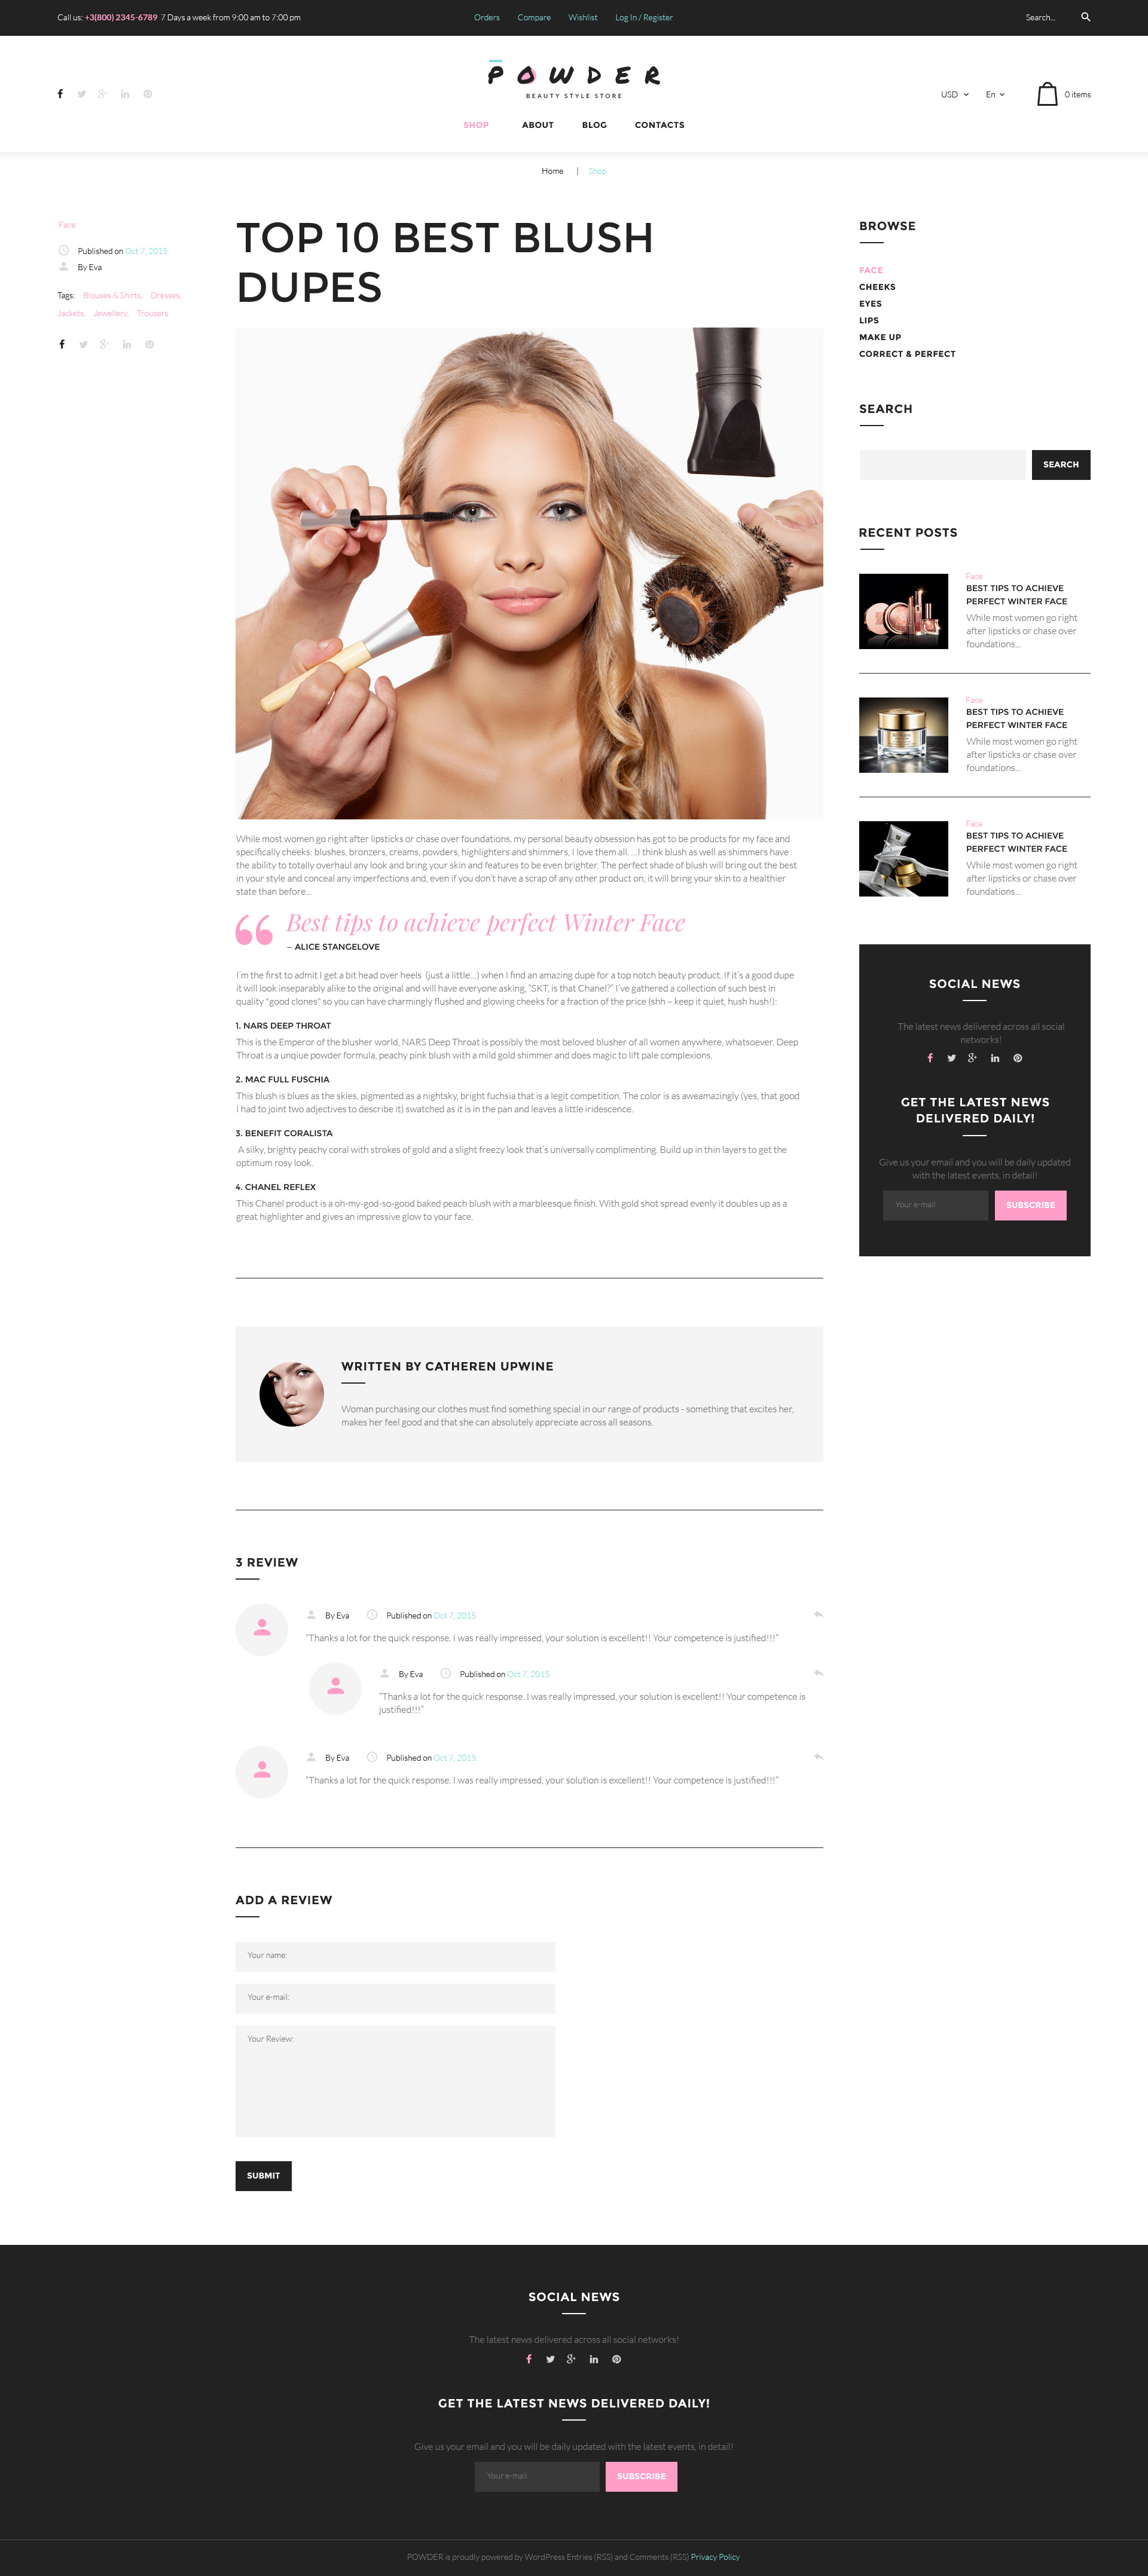 Call us: +3(800) 2345-6789 7 Days a week from 9:00 am to 7:00 pm
Orders Compare Wishlist Log In / Register
Search...
POWDER
BEAUTY STYLE STORE
USD En 0 items
SHOP ABOUT BLOG CONTACTS
Home | Shop
Face
Published on Oct 7, 2015
By Eva
Tags: Blouses & Shirts, Dresses,
Jackets, Jewellery, Trousers
TOP 10 BEST BLUSH
DUPES
While most women go right after lipsticks or chase over foundations, my personal beauty obsession has got to be products for my face and
specifically cheeks: blushes, bronzers, creams, powders, highlighters and shimmers, I love them all. ...I think blush as well as shimmers have
the ability to totally overhaul any look and bring your skin and features to be even brighter. The perfect shade of blush will bring out the best
in your style and conceal any imperfections and, even if you don't have a scrap of any other product on, it will bring your skin to a healthier
state than before...
“ Best tips to achieve perfect Winter Face
– ALICE STANGELOVE
I'm the first to admit I get a bit head over heels (just a little...) when I find an amazing dupe for a top notch beauty product. If it's a good dupe
it will look inseparably alike to the original and will have everyone asking, "SKT, is that Chanel?" I've gathered a collection of such best in
quality "good clones" so you can have charmingly flushed and glowing cheeks for a fraction of the price (shh – keep it quiet, hush hush!):
1. NARS DEEP THROAT
This is the Emperor of the blusher world, NARS Deep Throat is possibly the most beloved blusher of all women anywhere, whatsoever. Deep
Throat is a unqiue powder formula, peachy pink blush with a mild gold shimmer and does magic to lift pale complexions.
2. MAC FULL FUSCHIA
This blush is blues as the skies, pigmented as a nightsky, bright fuchsia that is a legit competition. The color is as aweamazingly (yes, that good
I had to joint two adjectives to describe it) swatched as it is in the pan and leaves a little iridescence.
3. BENEFIT CORALISTA
A silky, brighty peachy coral with strokes of gold and a slight freezy look that's universally complimenting. Build up in thin layers to get the
optimum rosy look.
4. CHANEL REFLEX
This Chanel product is a oh-my-god-so-good baked peach blush with a marbleesque finish. With gold shot spread evenly it doubles up as a
great highlighter and gives an impressive glow to your face.
WRITTEN BY CATHEREN UPWINE
Woman purchasing our clothes must find something special in our range of products - something that excites her,
makes her feel good and that she can absolutely appreciate across all seasons.
3 REVIEW
By Eva Published on Oct 7, 2015
"Thanks a lot for the quick response. I was really impressed, your solution is excellent!! Your competence is justified!!!"
By Eva Published on Oct 7, 2015
"Thanks a lot for the quick response. I was really impressed, your solution is excellent!! Your competence is
justified!!!"
By Eva Published on Oct 7, 2015
"Thanks a lot for the quick response. I was really impressed, your solution is excellent!! Your competence is justified!!!"
ADD A REVIEW
Your name:
Your e-mail:
Your Review:
SUBMIT
BROWSE
FACE
CHEEKS
EYES
LIPS
MAKE UP
CORRECT & PERFECT
SEARCH
SEARCH
RECENT POSTS
Face
BEST TIPS TO ACHIEVE
PERFECT WINTER FACE
While most women go right
after lipsticks or chase over
foundations...
Face
BEST TIPS TO ACHIEVE
PERFECT WINTER FACE
While most women go right
after lipsticks or chase over
foundations...
Face
BEST TIPS TO ACHIEVE
PERFECT WINTER FACE
While most women go right
after lipsticks or chase over
foundations...
SOCIAL NEWS
The latest news delivered across all social
networks!
GET THE LATEST NEWS
DELIVERED DAILY!
Give us your email and you will be daily updated
with the latest events, in detail!
Your e-mail SUBSCRIBE
SOCIAL NEWS
The latest news delivered across all social networks!
GET THE LATEST NEWS DELIVERED DAILY!
Give us your email and you will be daily updated with the latest events, in detail!
Your e-mail SUBSCRIBE
POWDER is proudly powered by WordPress Entries (RSS) and Comments (RSS) Privacy Policy